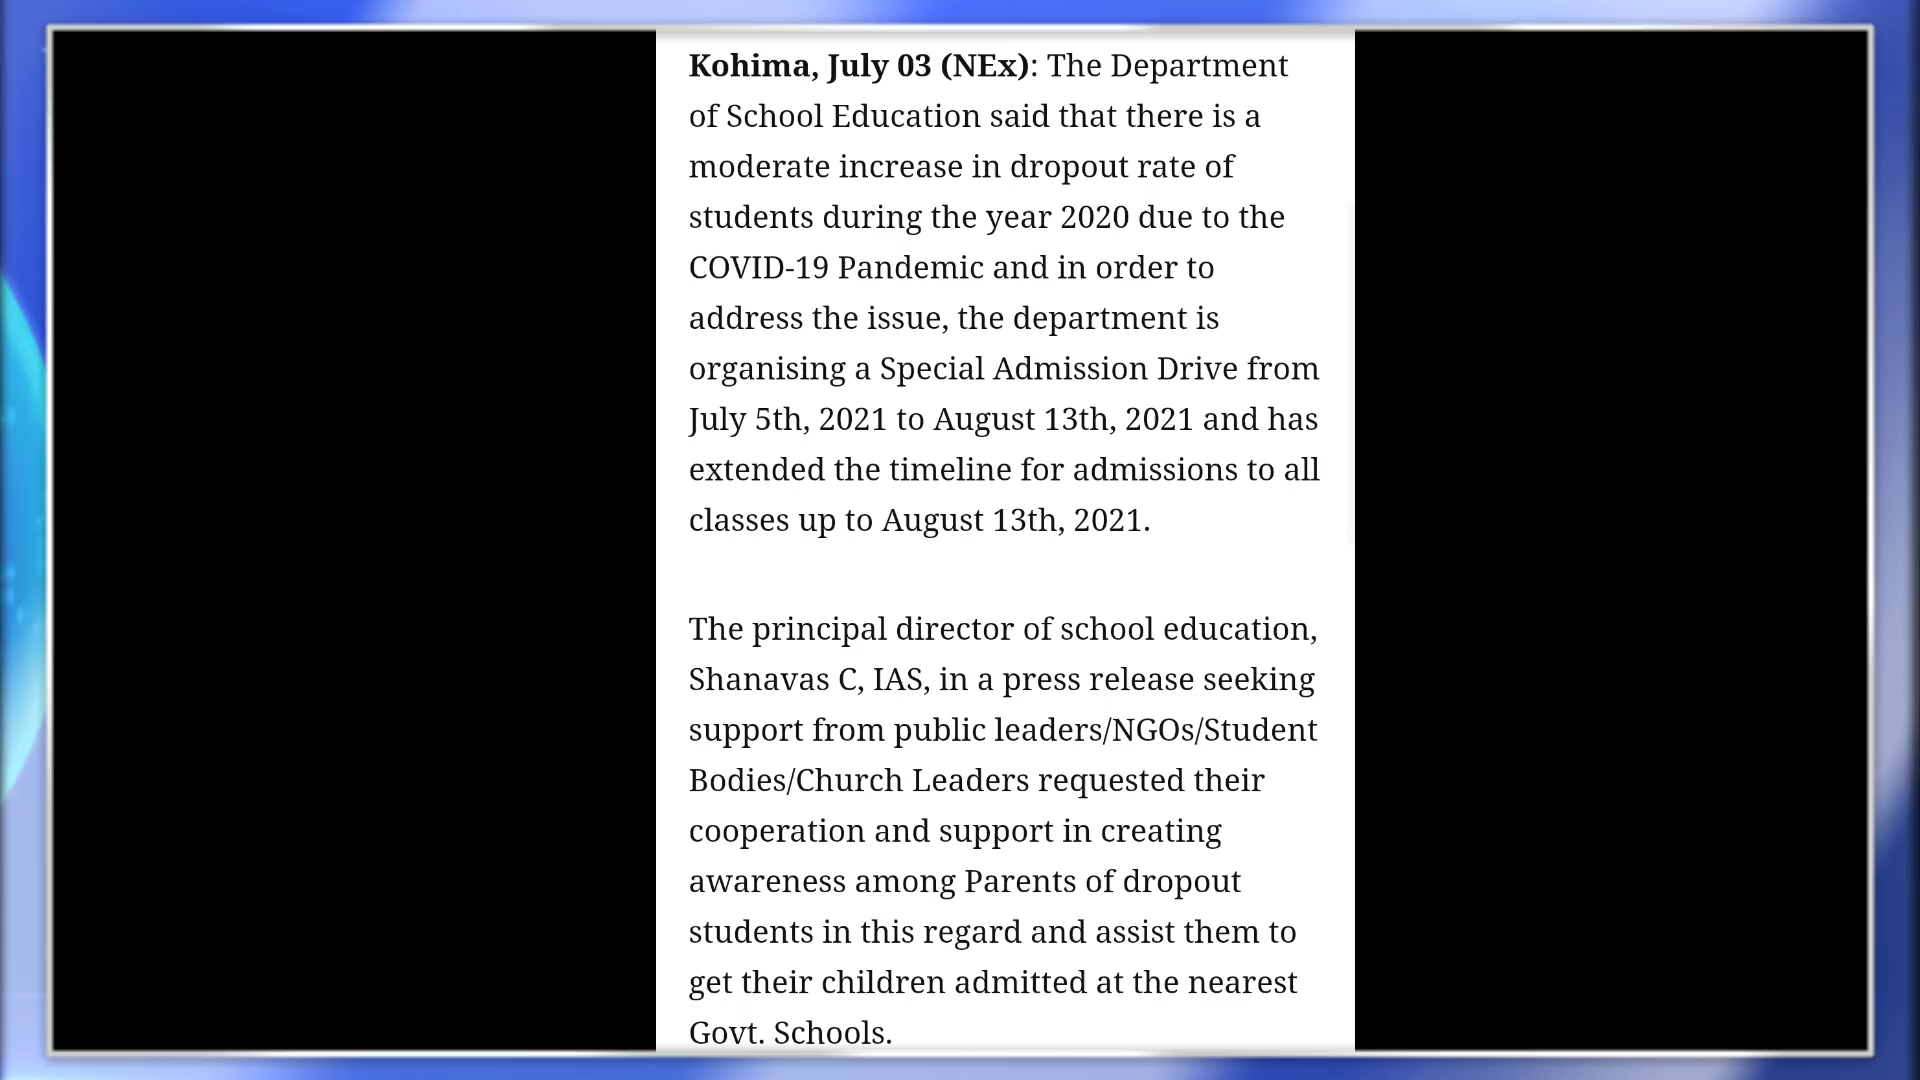 Kohima, July 03 (NEx): The Department
of School Education said that there is a
moderate increase in dropout rate of
students during the year 2020 due to the
COVID-19 Pandemic and in order to
address the issue, the department is
organising a Special Admission Drive from
July 5th, 2021 to August 13th, 2021 and has
extended the timeline for admissions to all
classes up to August 13th, 2021.
The principal director of school education,
Shanavas C, IAS, in a press release seeking
support from public leaders/NGOs/Student
Bodies/Church Leaders requested their
cooperation and support in creating
awareness among Parents of dropout
students in this regard and assist them to
get their children admitted at the nearest
Govt. Schools.